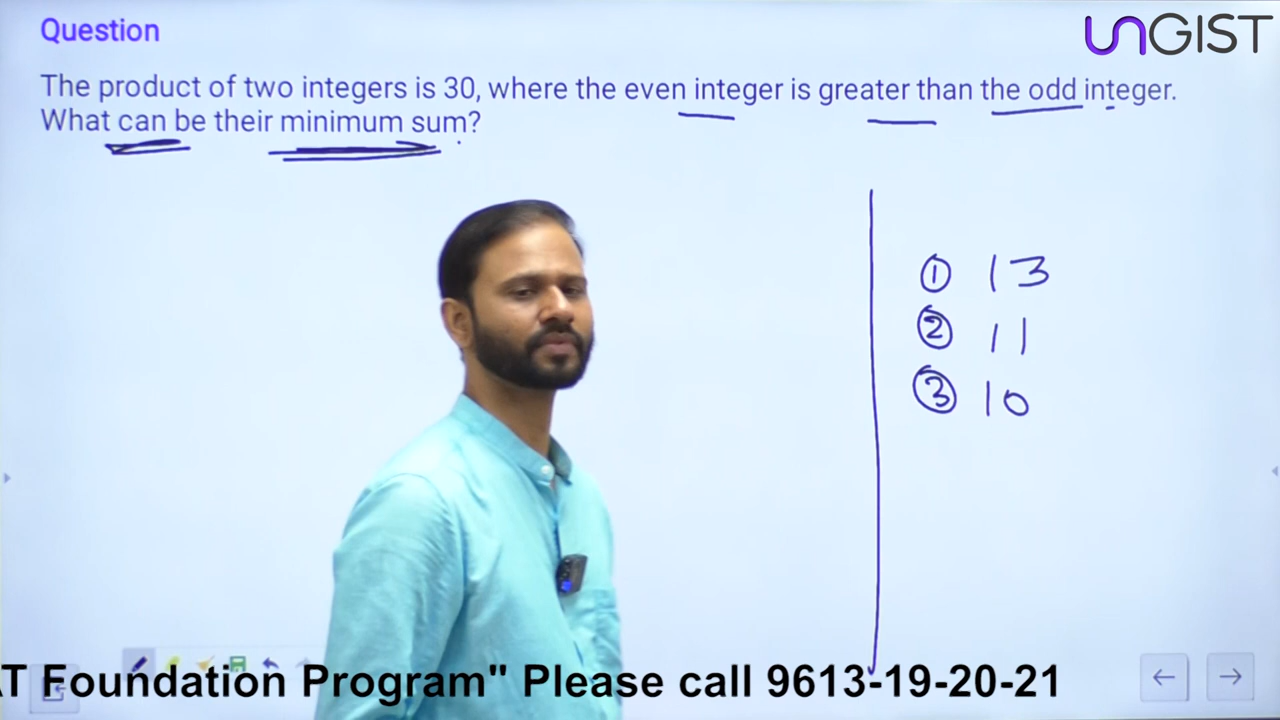 Question
UNGIST
The product of two integers is 30, where the even integer is greater than the odd integer.
What can be their minimum sum?
① 13
② 11
③ 10
T Foundation Program" Please call 9613-19-20-21